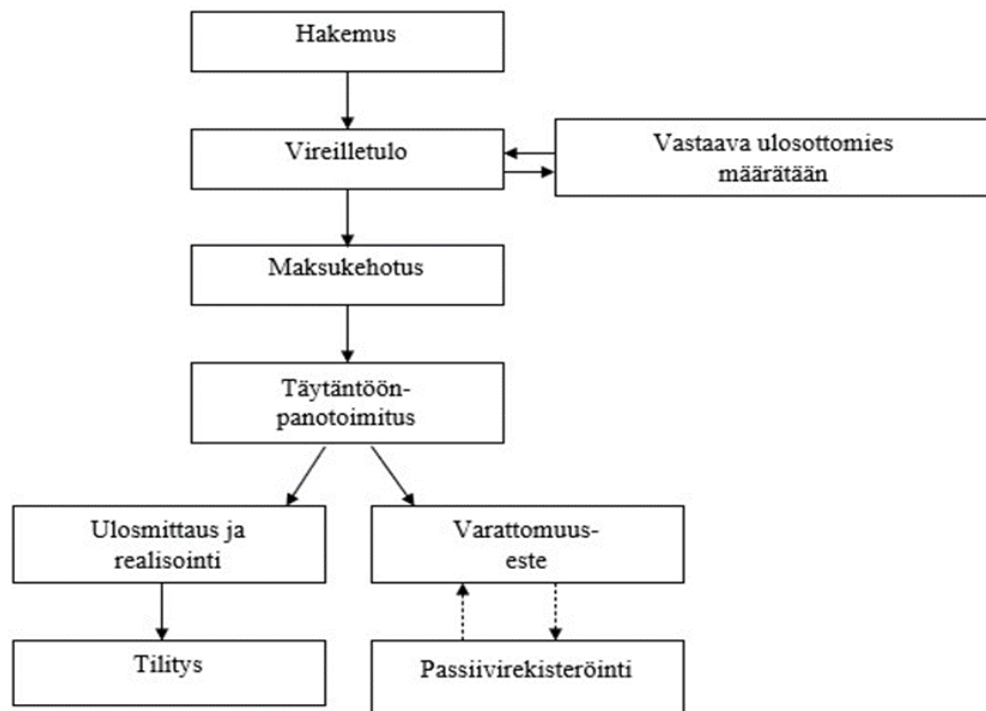 Hakemus
Vireilletulo
Vastaava ulosottomies
määrätään
Maksukehotus
Täytäntöön-
panotoimitus
Ulosmittaus ja
realisointi
Varattomuus-
este
Tilitys
Passiivirekisteröinti